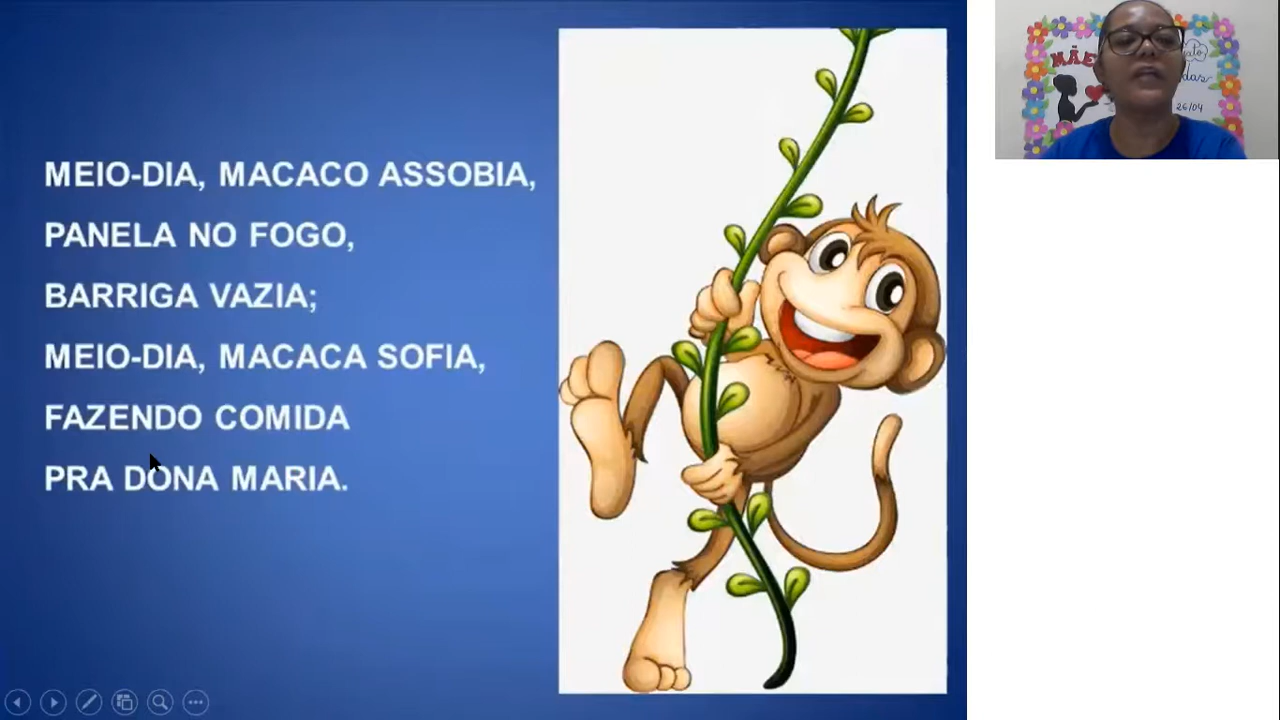 MEIO-DIA, MACACO ASSOBIA,
PANELA NO FOGO,
BARRIGA VAZIA;
MEIO-DIA, MACACA SOFIA,
FAZENDO COMIDA
PRA DONA MARIA.
MÃE
26/04